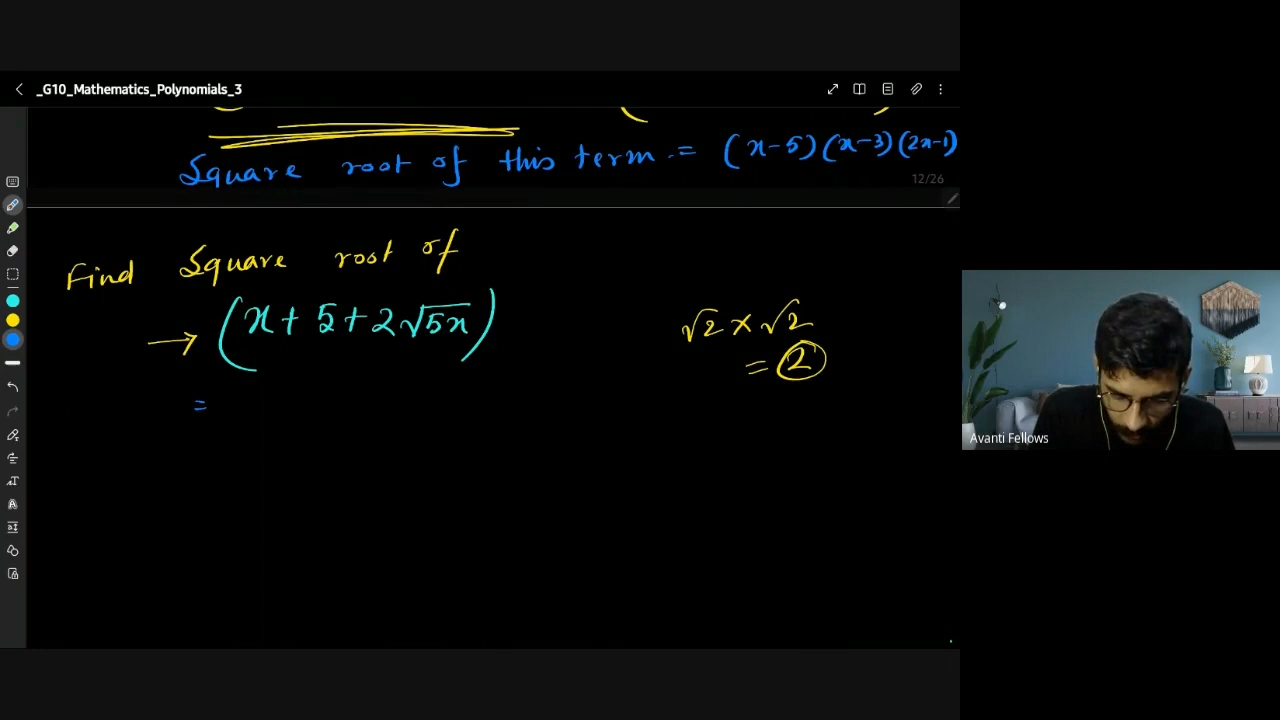 _G10_Mathematics_Polynomials_3
Square root of this term = (x-5)(x-3)(2x-1)
12/26
Find Square root of
→ (x + 5 + 2√5x)
√2 × √2
= 2
=
Avanti Fellows